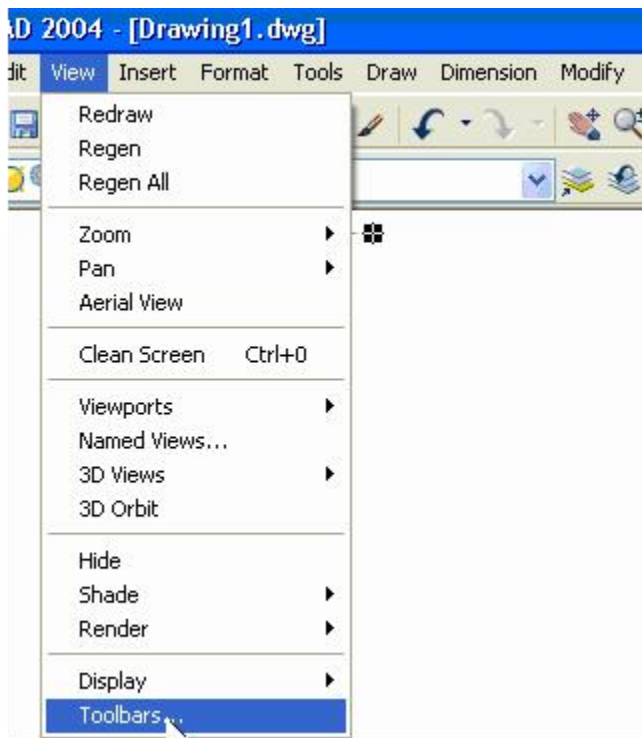 AD 2004 - [Drawing1.dwg]
dit View Insert Format Tools Draw Dimension Modify
Redraw
Regen
Regen All
Zoom
Pan
Aerial View
Clean Screen Ctrl+0
Viewports
Named Views...
3D Views
3D Orbit
Hide
Shade
Render
Display
Toolbars...